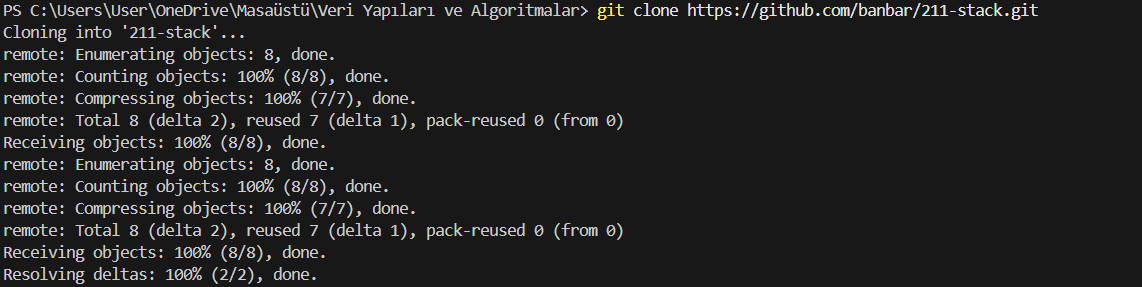 PS C:\Users\User\OneDrive\Masaüstü\Veri Yapıları ve Algoritmalar> git clone https://github.com/banbar/211-stack.git
Cloning into '211-stack'...
remote: Enumerating objects: 8, done.
remote: Counting objects: 100% (8/8), done.
remote: Compressing objects: 100% (7/7), done.
remote: Total 8 (delta 2), reused 7 (delta 1), pack-reused 0 (from 0)
Receiving objects: 100% (8/8), done.
remote: Enumerating objects: 8, done.
remote: Counting objects: 100% (8/8), done.
remote: Compressing objects: 100% (7/7), done.
remote: Total 8 (delta 2), reused 7 (delta 1), pack-reused 0 (from 0)
Receiving objects: 100% (8/8), done.
Resolving deltas: 100% (2/2), done.